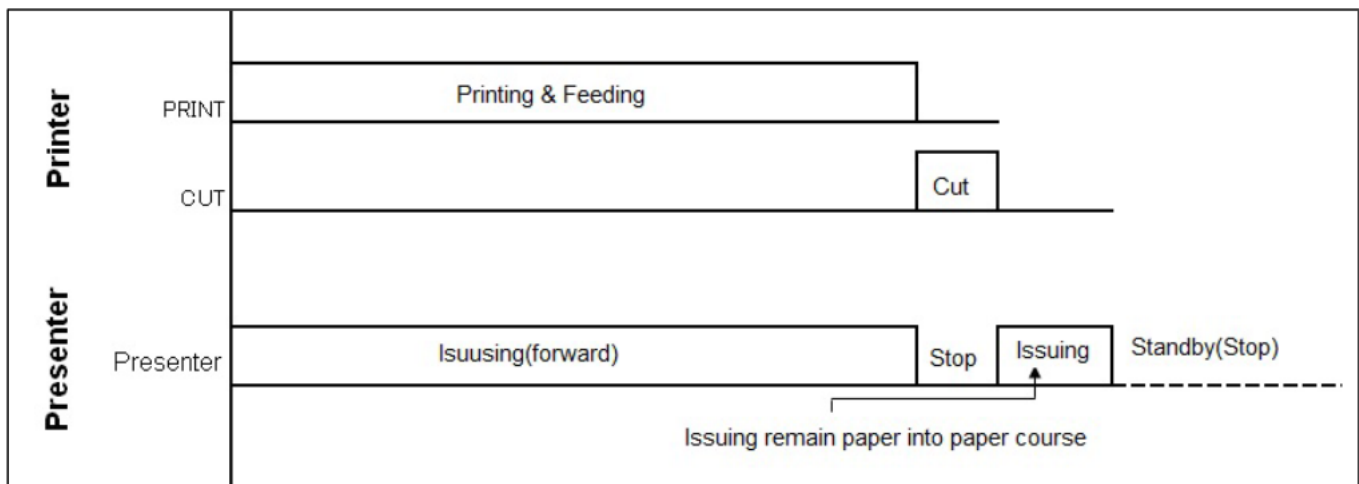 Printer
PRINT
Printing & Feeding
CUT
Cut
Presenter
Presenter
Isuusing(forward)
Stop
Issuing
Standby(Stop)
Issuing remain paper into paper course